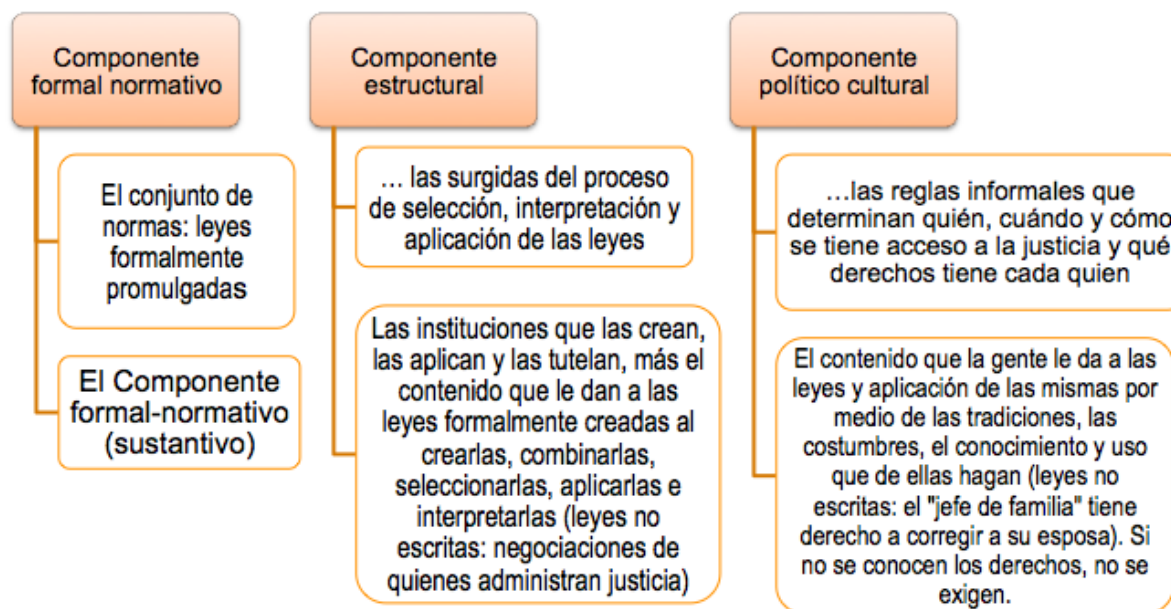 Componente
formal normativo
El conjunto de
normas: leyes
formalmente
promulgadas
El Componente
formal-normativo
(sustantivo)
Componente
estructural
... las surgidas del proceso
de selección, interpretación y
aplicación de las leyes
Las instituciones que las crean,
las aplican y las tutelan, más el
contenido que le dan a las
leyes formalmente creadas al
crearlas, combinarlas,
seleccionarlas, aplicarlas e
interpretarlas (leyes no
escritas: negociaciones de
quienes administran justicia)
Componente
político cultural
...las reglas informales que
determinan quién, cuándo y cómo
se tiene acceso a la justicia y qué
derechos tiene cada quien
El contenido que la gente le da a las
leyes y aplicación de las mismas por
medio de las tradiciones, las
costumbres, el conocimiento y uso
que de ellas hagan (leyes no
escritas: el "jefe de familia" tiene
derecho a corregir a su esposa). Si
no se conocen los derechos, no se
exigen.